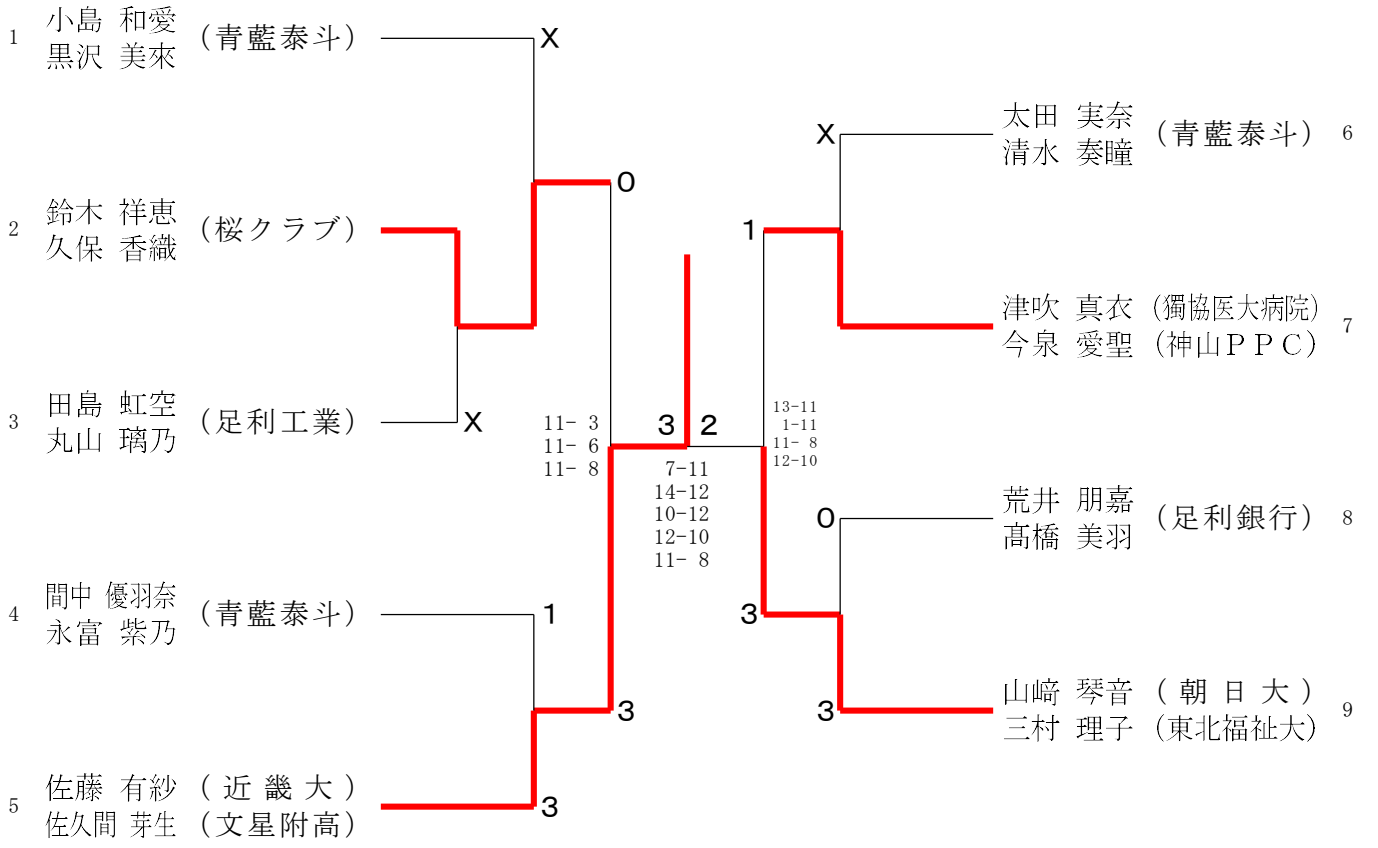 1 小島 和愛 (青藍泰斗)
黒沢 美來
X
2 鈴木 祥恵 (桜クラブ)
久保 香織
0
3 田島 虹空 (足利工業)
丸山 璃乃
X
11- 3
11- 6
11- 8
4 間中 優羽奈 (青藍泰斗)
永富 紫乃
1
3
5 佐藤 有紗 (近畿大)
佐久間 芽生 (文星附高)
3
3 2
7-11
14-12
10-12
12-10
11- 8
太田 実奈 (青藍泰斗) 6
清水 奏瞳
X
1
津吹 真衣 (獨協医大病院) 7
今泉 愛聖 (神山PPC)
13-11
1-11
11- 8
12-10
荒井 朋嘉 (足利銀行) 8
髙橋 美羽
0
3
山﨑 琴音 (朝日大) 9
三村 理子 (東北福祉大)
3